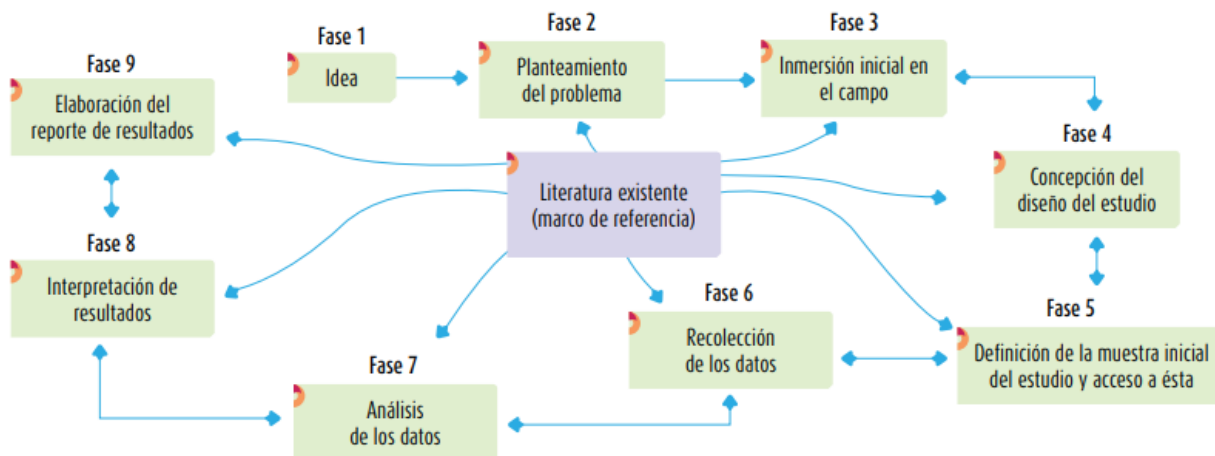 Fase 1
Idea
Fase 2
Planteamiento
del problema
Fase 3
Inmersión inicial en
el campo
Fase 4
Concepción del
diseño del estudio
Fase 5
Definición de la muestra inicial
del estudio y acceso a ésta
Fase 6
Recolección
de los datos
Fase 7
Análisis
de los datos
Fase 8
Interpretación de
resultados
Fase 9
Elaboración del
reporte de resultados
Literatura existente
(marco de referencia)